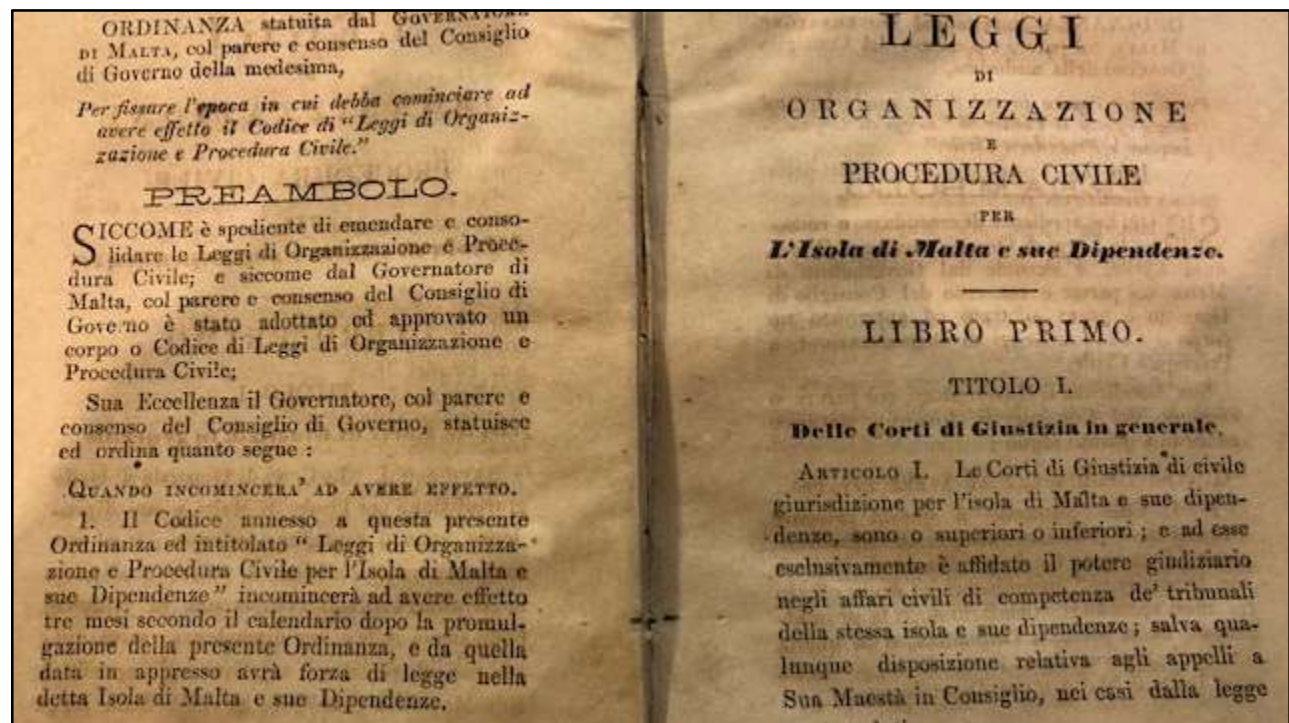 ORDINANZA statuita dal GOVERNATORE
DI MALTA, col parere e consenso del Consiglio
di Governo della medesima,
Per fissare l'epoca in cui debba cominciare ad
avere effetto il Codice di "Leggi di Organiz-
zazione e Procedura Civile."
PREAMBOLO.
SICCOME è spediente di emendare e conso-
lidare le Leggi di Organizzazione e Proce-
dura Civile; e siccome dal Governatore di
Malta, col parere e consenso del Consiglio di
Governo è stato adottato ed approvato un
corpo o Codice di Leggi di Organizzazione e
Procedura Civile;
Sua Eccellenza il Governatore, col parere e
consenso del Consiglio di Governo, statuisce
ed ordina quanto segue :
QUANDO INCOMINCERA' AD AVERE EFFETTO.
1. Il Codice annesso a questa presente
Ordinanza ed intitolato " Leggi di Organizza-
zione e Procedura Civile per l'Isola di Malta e
sue Dipendenze" incomincerà ad avere effetto
tre mesi secondo il calendario dopo la promul-
gazione della presente Ordinanza, e da quella
data in appresso avrà forza di legge nella
detta Isola di Malta e sue Dipendenze.
LEGGI
DI
ORGANIZZAZIONE
E
PROCEDURA CIVILE
PER
L'Isola di Malta e sue Dipendenze.
LIBRO PRIMO.
TITOLO I.
Delle Corti di Giustizia in generale.
ARTICOLO I. Le Corti di Giustizia di civile
giurisdizione per l'isola di Malta e sue dipen-
denze, sono o superiori o inferiori ; e ad esse
esclusivamente è affidato il potere giudiziario
negli affari civili di competenza de' tribunali
della stessa isola e sue dipendenze ; salva qua-
lunque disposizione relativa agli appelli a
Sua Maestà in Consiglio, nei casi dalla legge